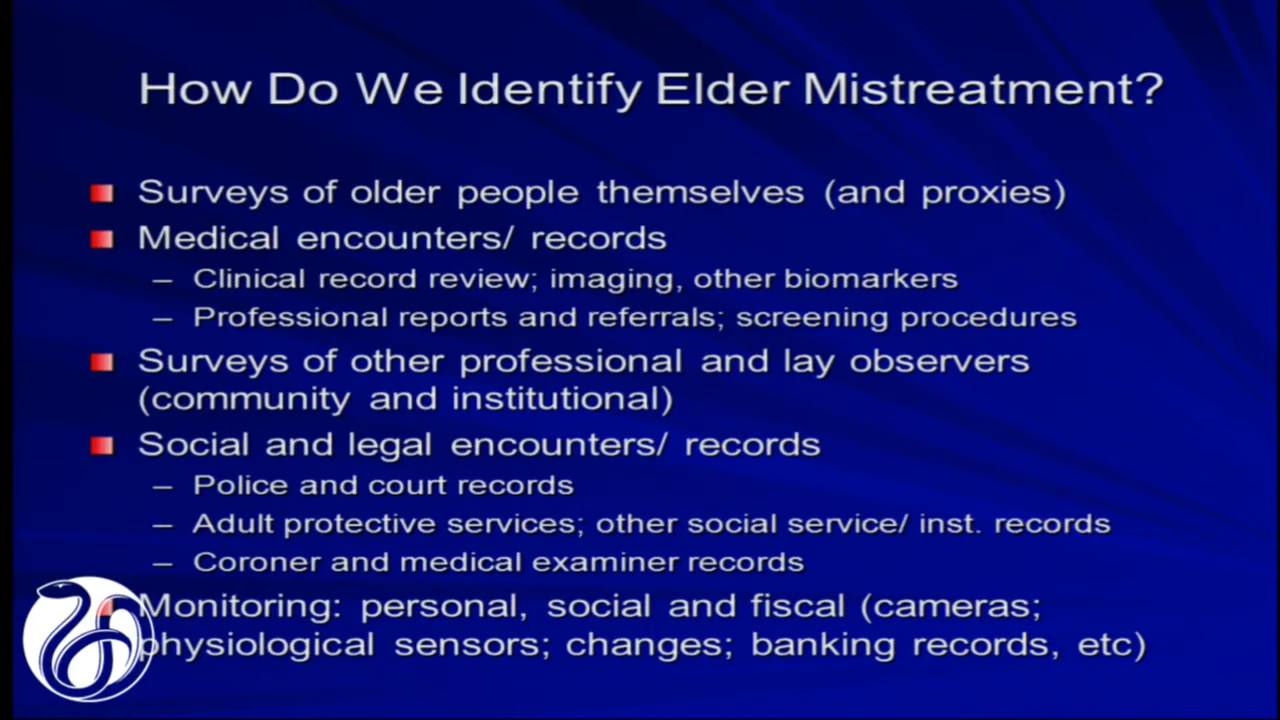 How Do We Identify Elder Mistreatment?
Surveys of older people themselves (and proxies)
Medical encounters/ records
– Clinical record review; imaging, other biomarkers
– Professional reports and referrals; screening procedures
Surveys of other professional and lay observers
(community and institutional)
Social and legal encounters/ records
– Police and court records
– Adult protective services; other social service/ inst. records
– Coroner and medical examiner records
Monitoring: personal, social and fiscal (cameras;
physiological sensors; changes; banking records, etc)